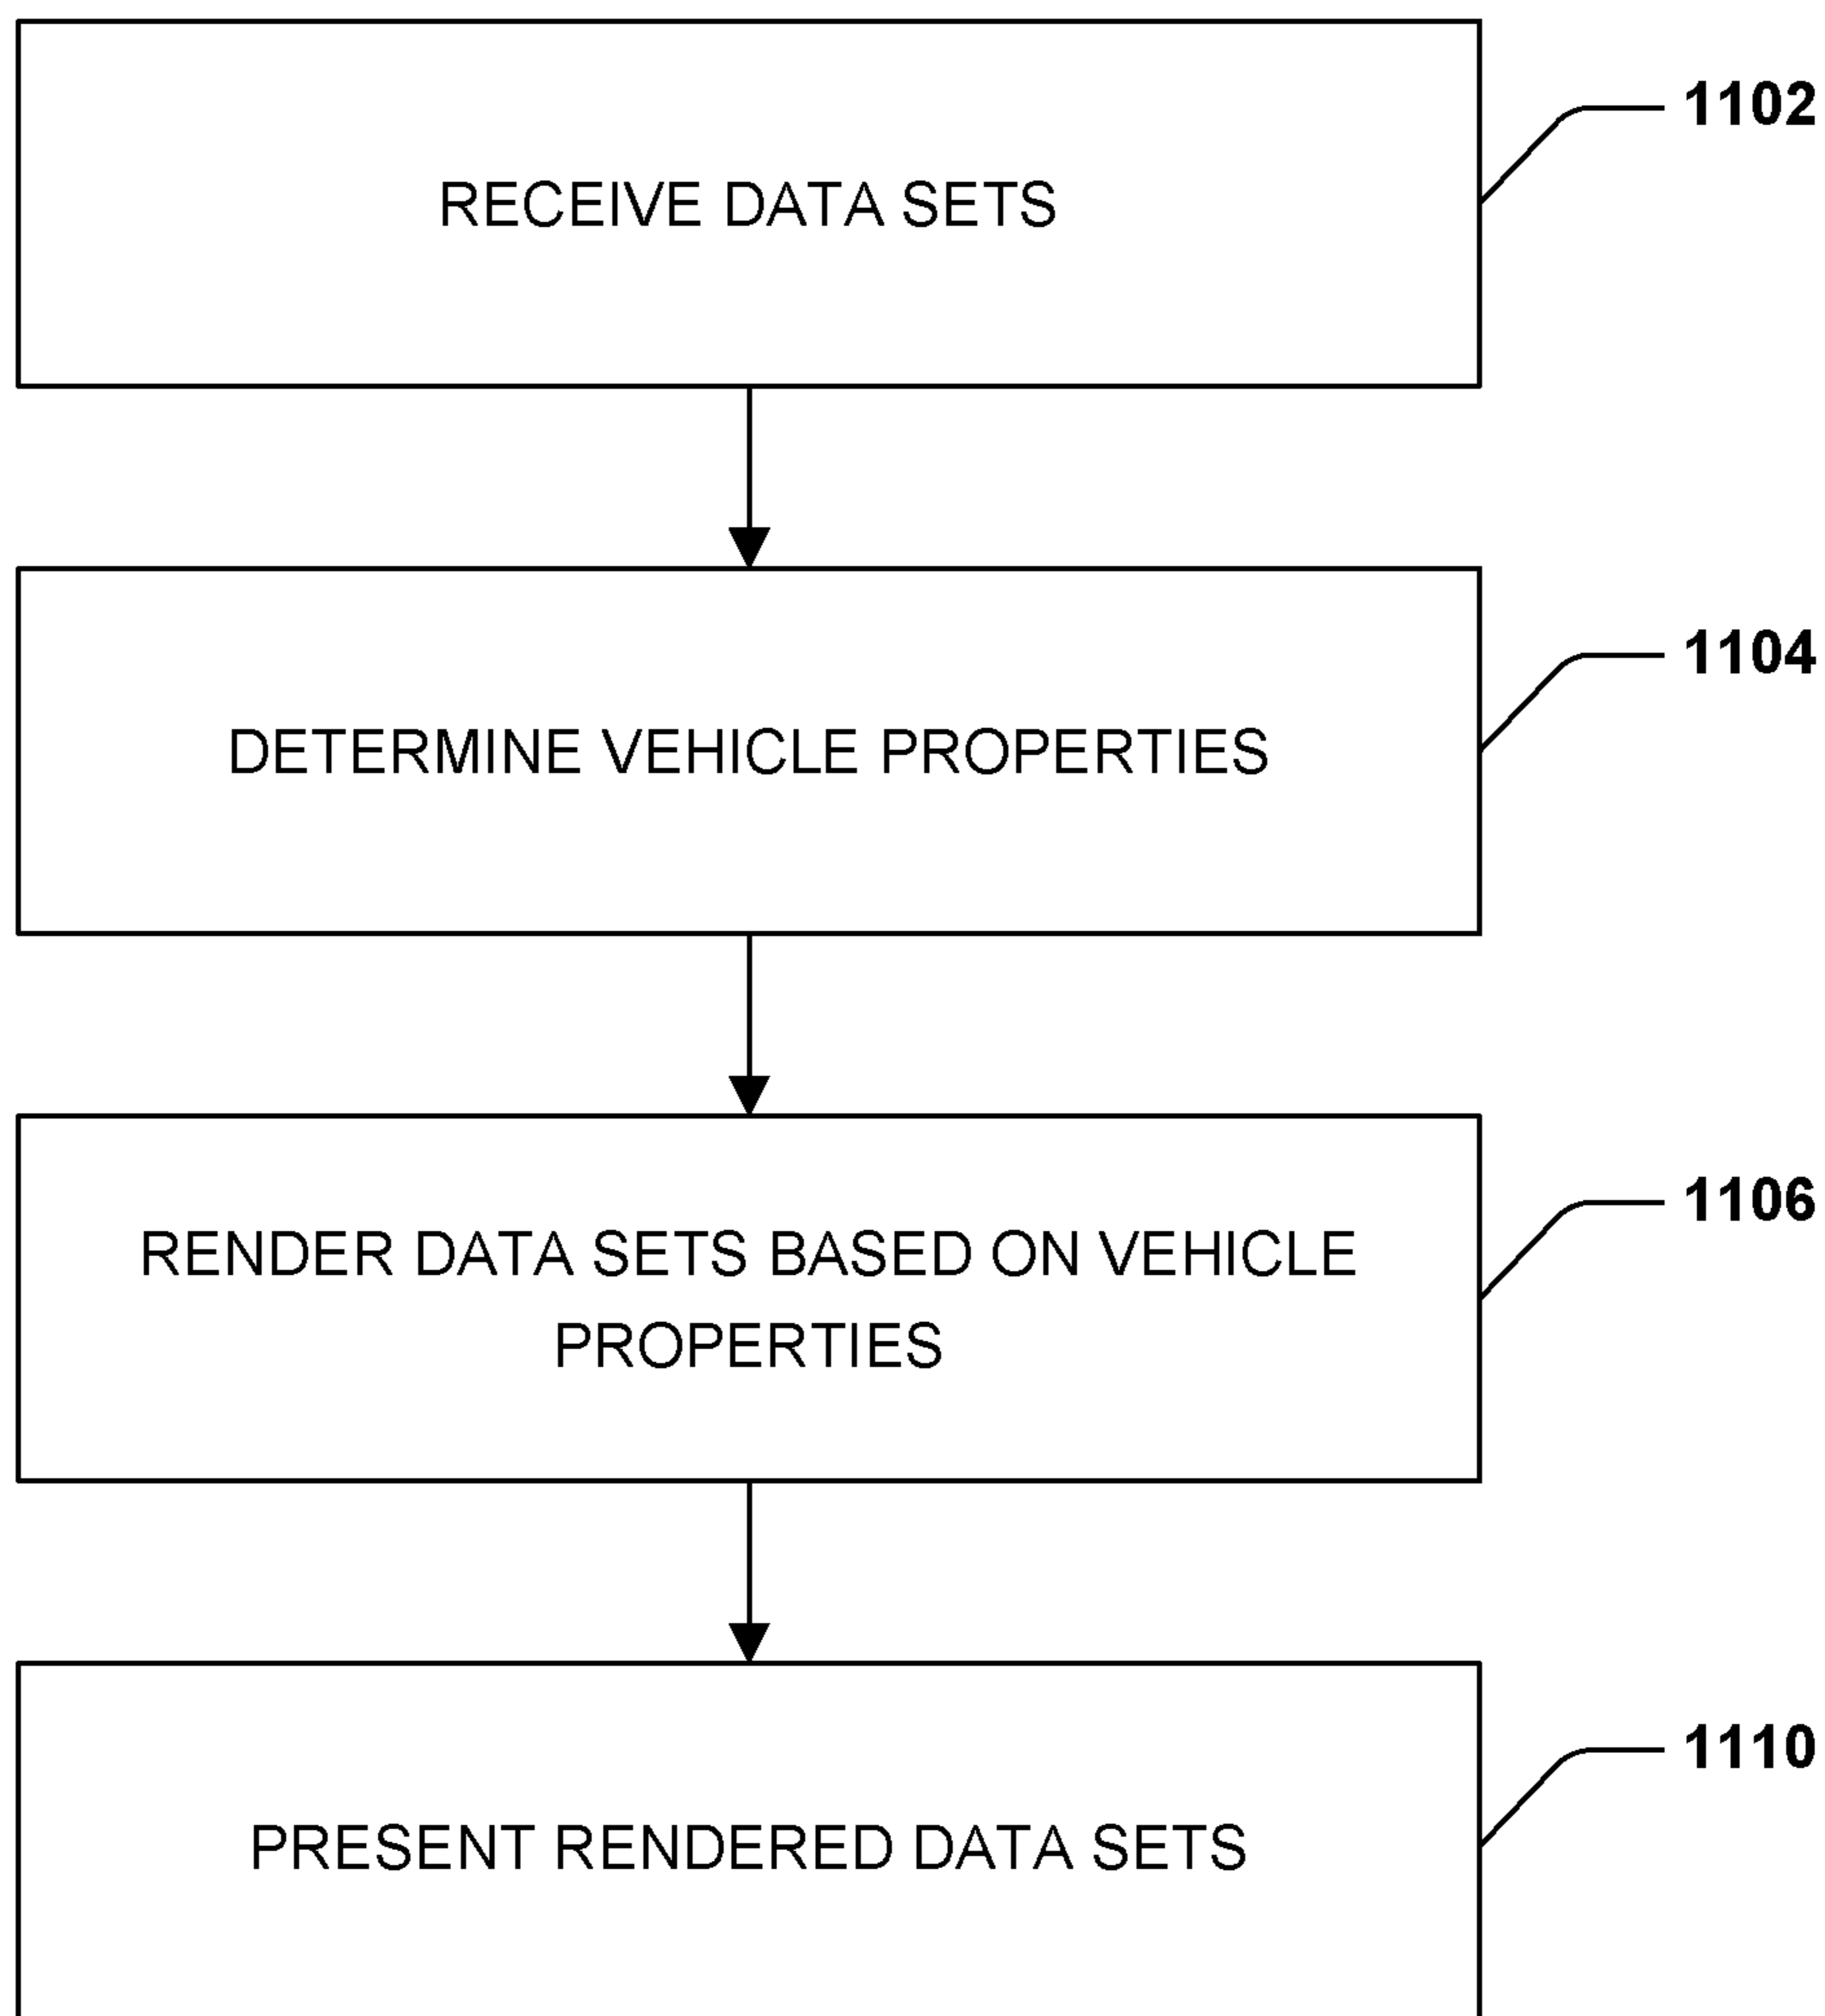 RECEIVE DATA SETS
1102
DETERMINE VEHICLE PROPERTIES
1104
RENDER DATA SETS BASED ON VEHICLE
PROPERTIES
1106
PRESENT RENDERED DATA SETS
1110